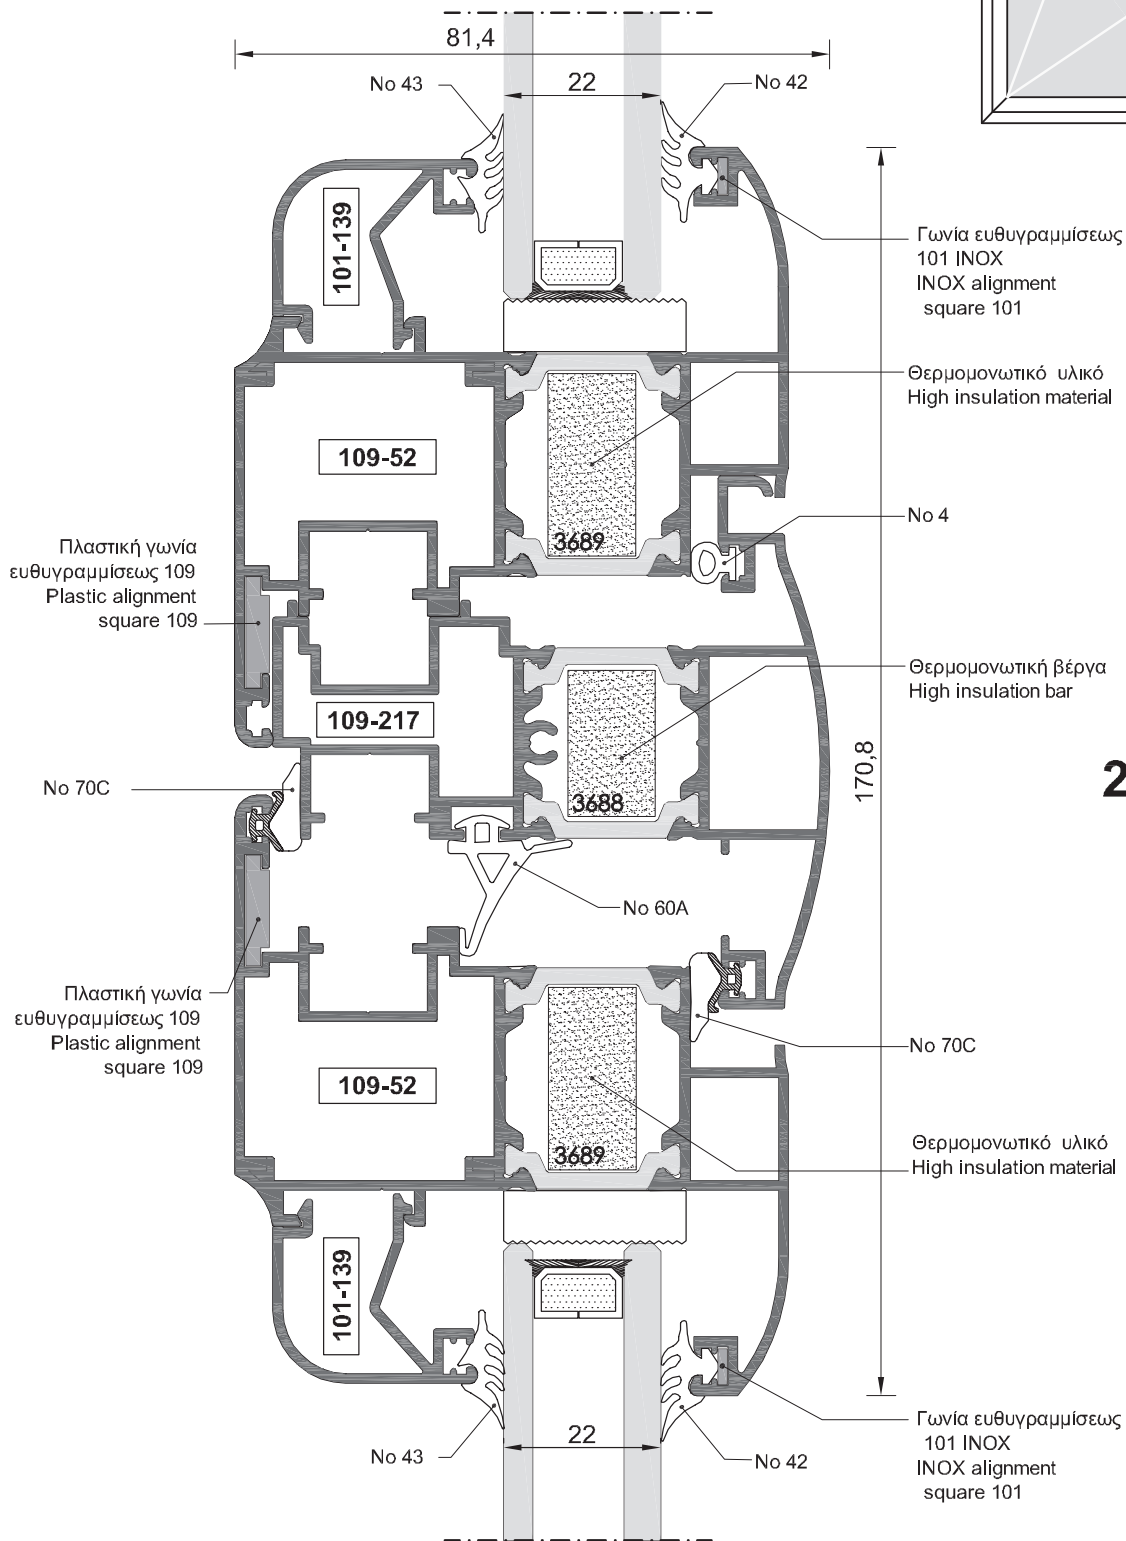 81,4
No 43
22
No 42
101-139
Γωνία ευθυγραμμίσεως
101 INOX
INOX alignment
square 101
Θερμομονωτικό υλικό
High insulation material
109-52
No 4
3689
Πλαστική γωνία
ευθυγραμμίσεως 109
Plastic alignment
square 109
Θερμομονωτική βέργα
High insulation bar
109-217
170,8
2
No 70C
3688
No 60A
Πλαστική γωνία
ευθυγραμμίσεως 109
Plastic alignment
square 109
No 70C
109-52
Θερμομονωτικό υλικό
High insulation material
3689
101-139
Γωνία ευθυγραμμίσεως
101 INOX
INOX alignment
square 101
No 43
22
No 42